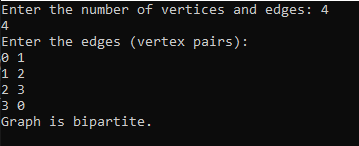 Enter the number of vertices and edges: 4
4
Enter the edges (vertex pairs):
0 1
1 2
2 3
3 0
Graph is bipartite.